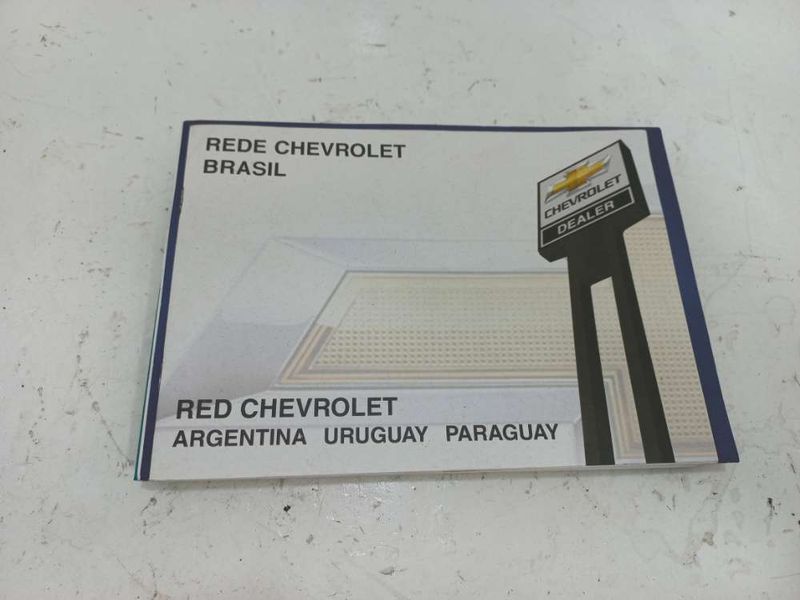 REDE CHEVROLET
BRASIL
CHEVROLET
DEALER
RED CHEVROLET
ARGENTINA URUGUAY PARAGUAY